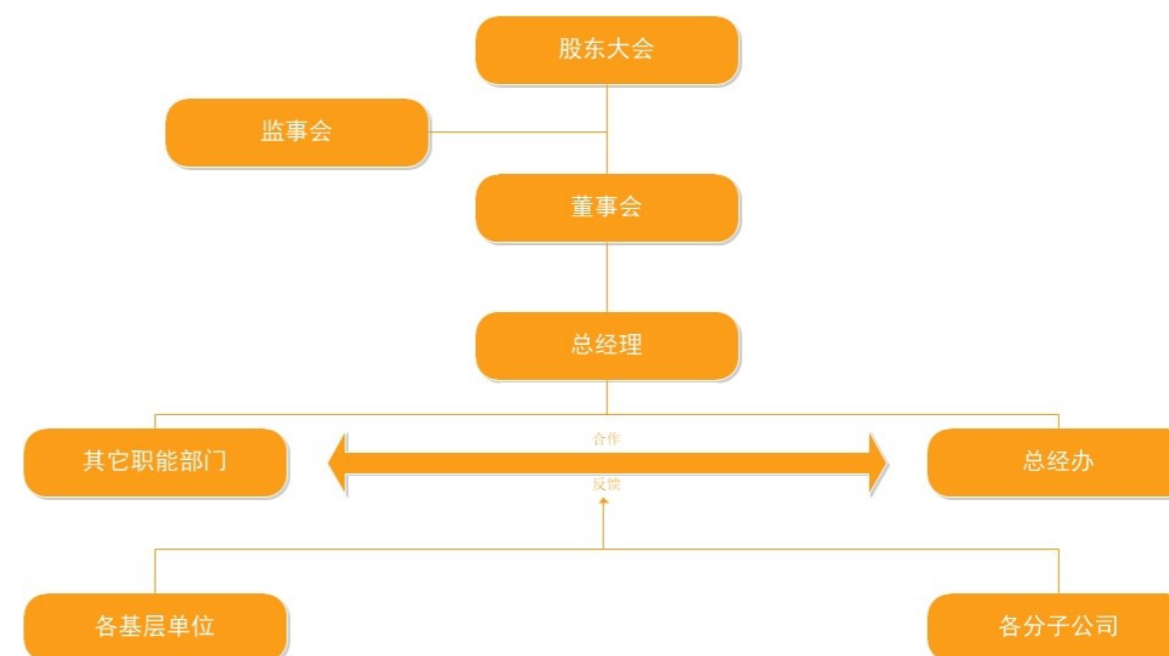 股东大会
监事会
董事会
总经理
合作
其它职能部门
总经办
反馈
各基层单位
各分子公司